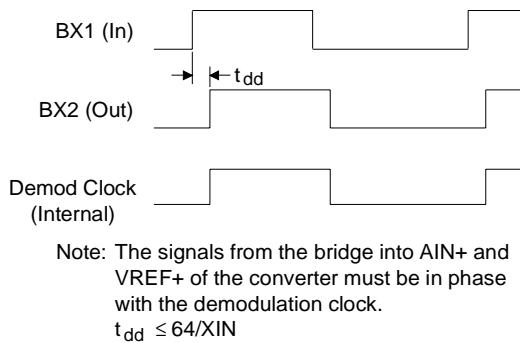 BX1 (In)
t dd
BX2 (Out)
Demod Clock
(Internal)
Note: The signals from the bridge into AIN+ and
VREF+ of the converter must be in phase
with the demodulation clock.
t dd ≤ 64/XIN